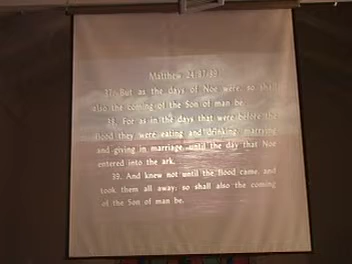 Matthew 24:37-39
37. But as the days of Noe were, so shall
also the coming of the Son of man be.
38. For as in the days that were before the
flood they were eating and drinking, marrying
and giving in marriage, until the day that Noe
entered into the ark,
39. And knew not until the flood came, and
took them all away; so shall also the coming
of the Son of man be.